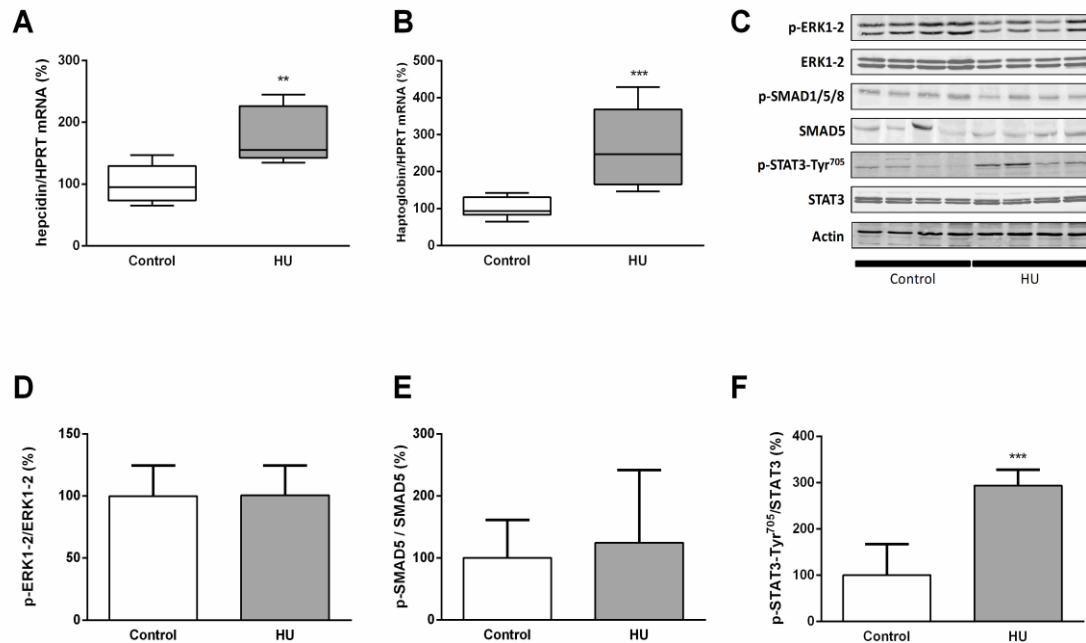 A
hepcidin/HPRT mRNA (%)
300
200
100
0
**
Control
HU
B
Haptoglobin/HPRT mRNA (%)
500
400
300
200
100
0
***
Control
HU
C
p-ERK1-2
ERK1-2
p-SMAD1/5/8
SMAD5
p-STAT3-Tyr⁷⁰⁵
STAT3
Actin
Control
HU
D
p-ERK1-2/ERK1-2 (%)
150
100
50
0
Control
HU
E
p-SMAD5 / SMAD5 (%)
300
200
100
0
Control
HU
F
p-STAT3-Tyr⁷⁰⁵/STAT3 (%)
400
300
200
100
0
***
Control
HU